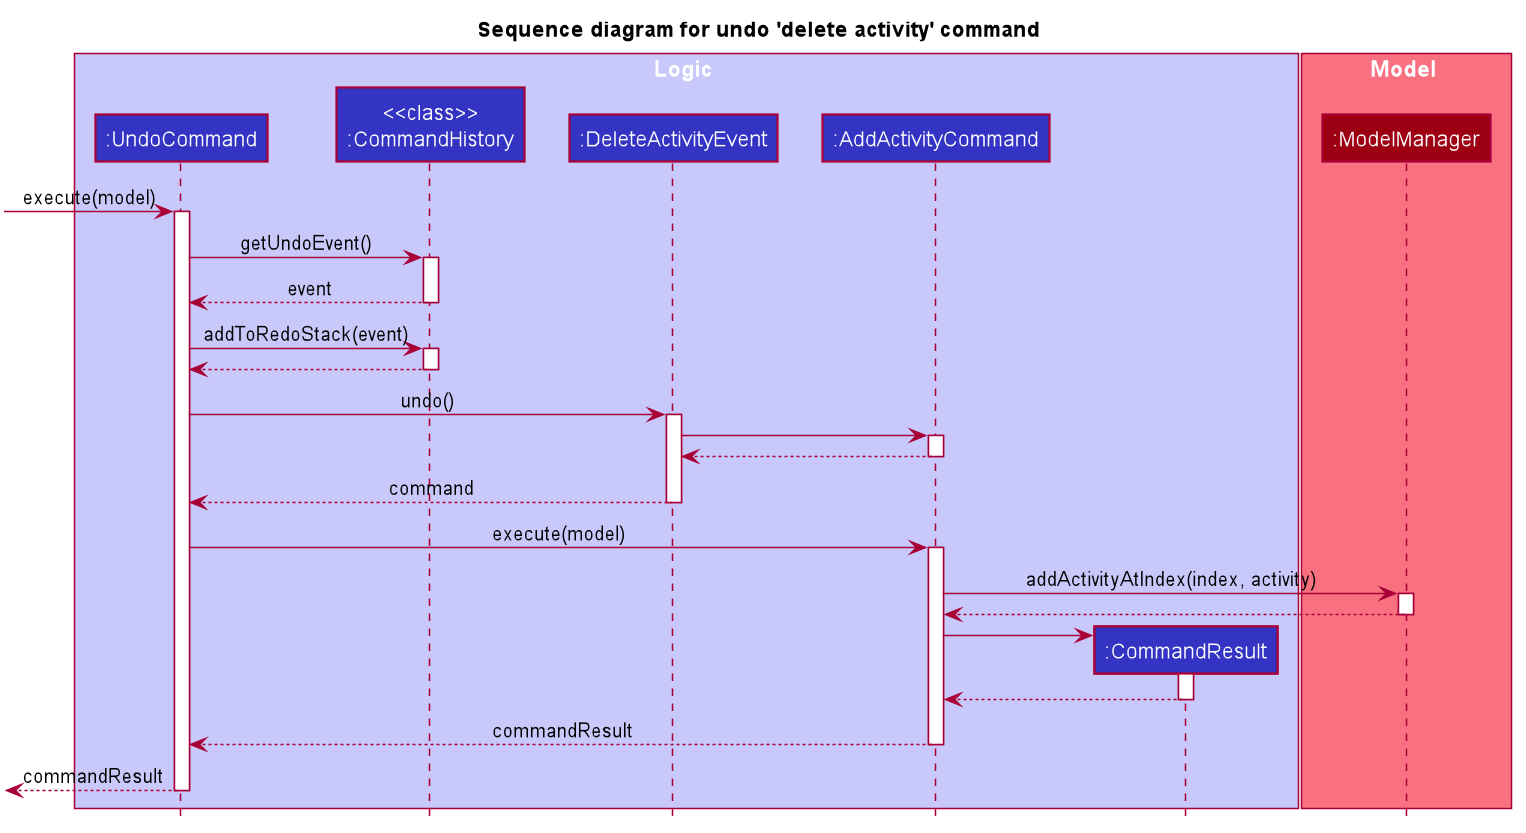 Sequence diagram for undo 'delete activity' command
Logic
Model
:UndoCommand
<<class>>
:CommandHistory
:DeleteActivityEvent
:AddActivityCommand
:ModelManager
execute(model)
getUndoEvent()
event
addToRedoStack(event)
undo()
command
execute(model)
addActivityAtIndex(index, activity)
:CommandResult
commandResult
commandResult